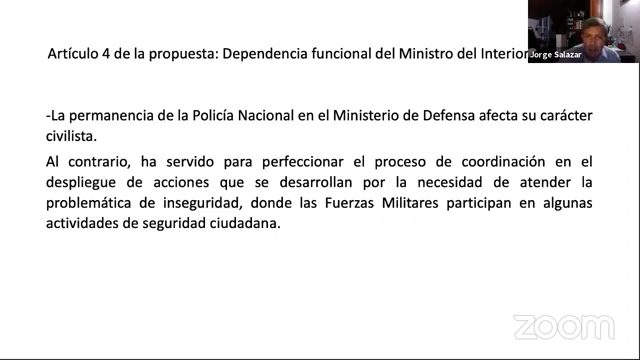 Artículo 4 de la propuesta: Dependencia funcional del Ministro del Interior
Jorge Salazar
-La permanencia de la Policía Nacional en el Ministerio de Defensa afecta su carácter
civilista.
Al contrario, ha servido para perfeccionar el proceso de coordinación en el
despliegue de acciones que se desarrollan por la necesidad de atender la
problemática de inseguridad, donde las Fuerzas Militares participan en algunas
actividades de seguridad ciudadana.
zoom